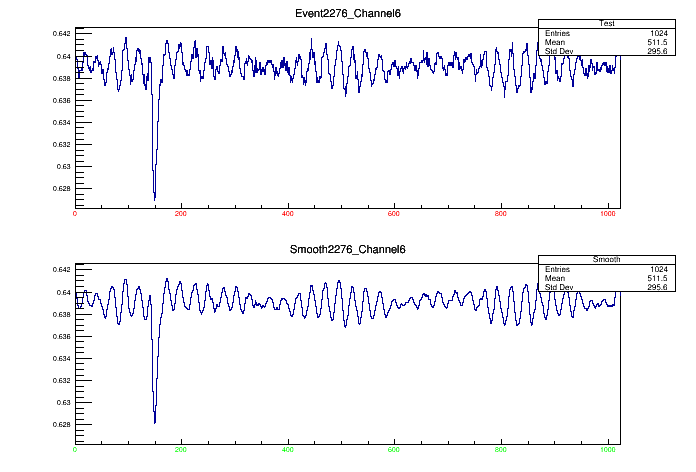 Event2276_Channel6
Test
Entries 1024
Mean 511.5
Std Dev 295.6
0.642
0.64
0.638
0.636
0.634
0.632
0.63
0.628
0 200 400 600 800 1000
Smooth2276_Channel6
Smooth
Entries 1024
Mean 511.5
Std Dev 295.6
0.642
0.64
0.638
0.636
0.634
0.632
0.63
0.628
0 200 400 600 800 1000